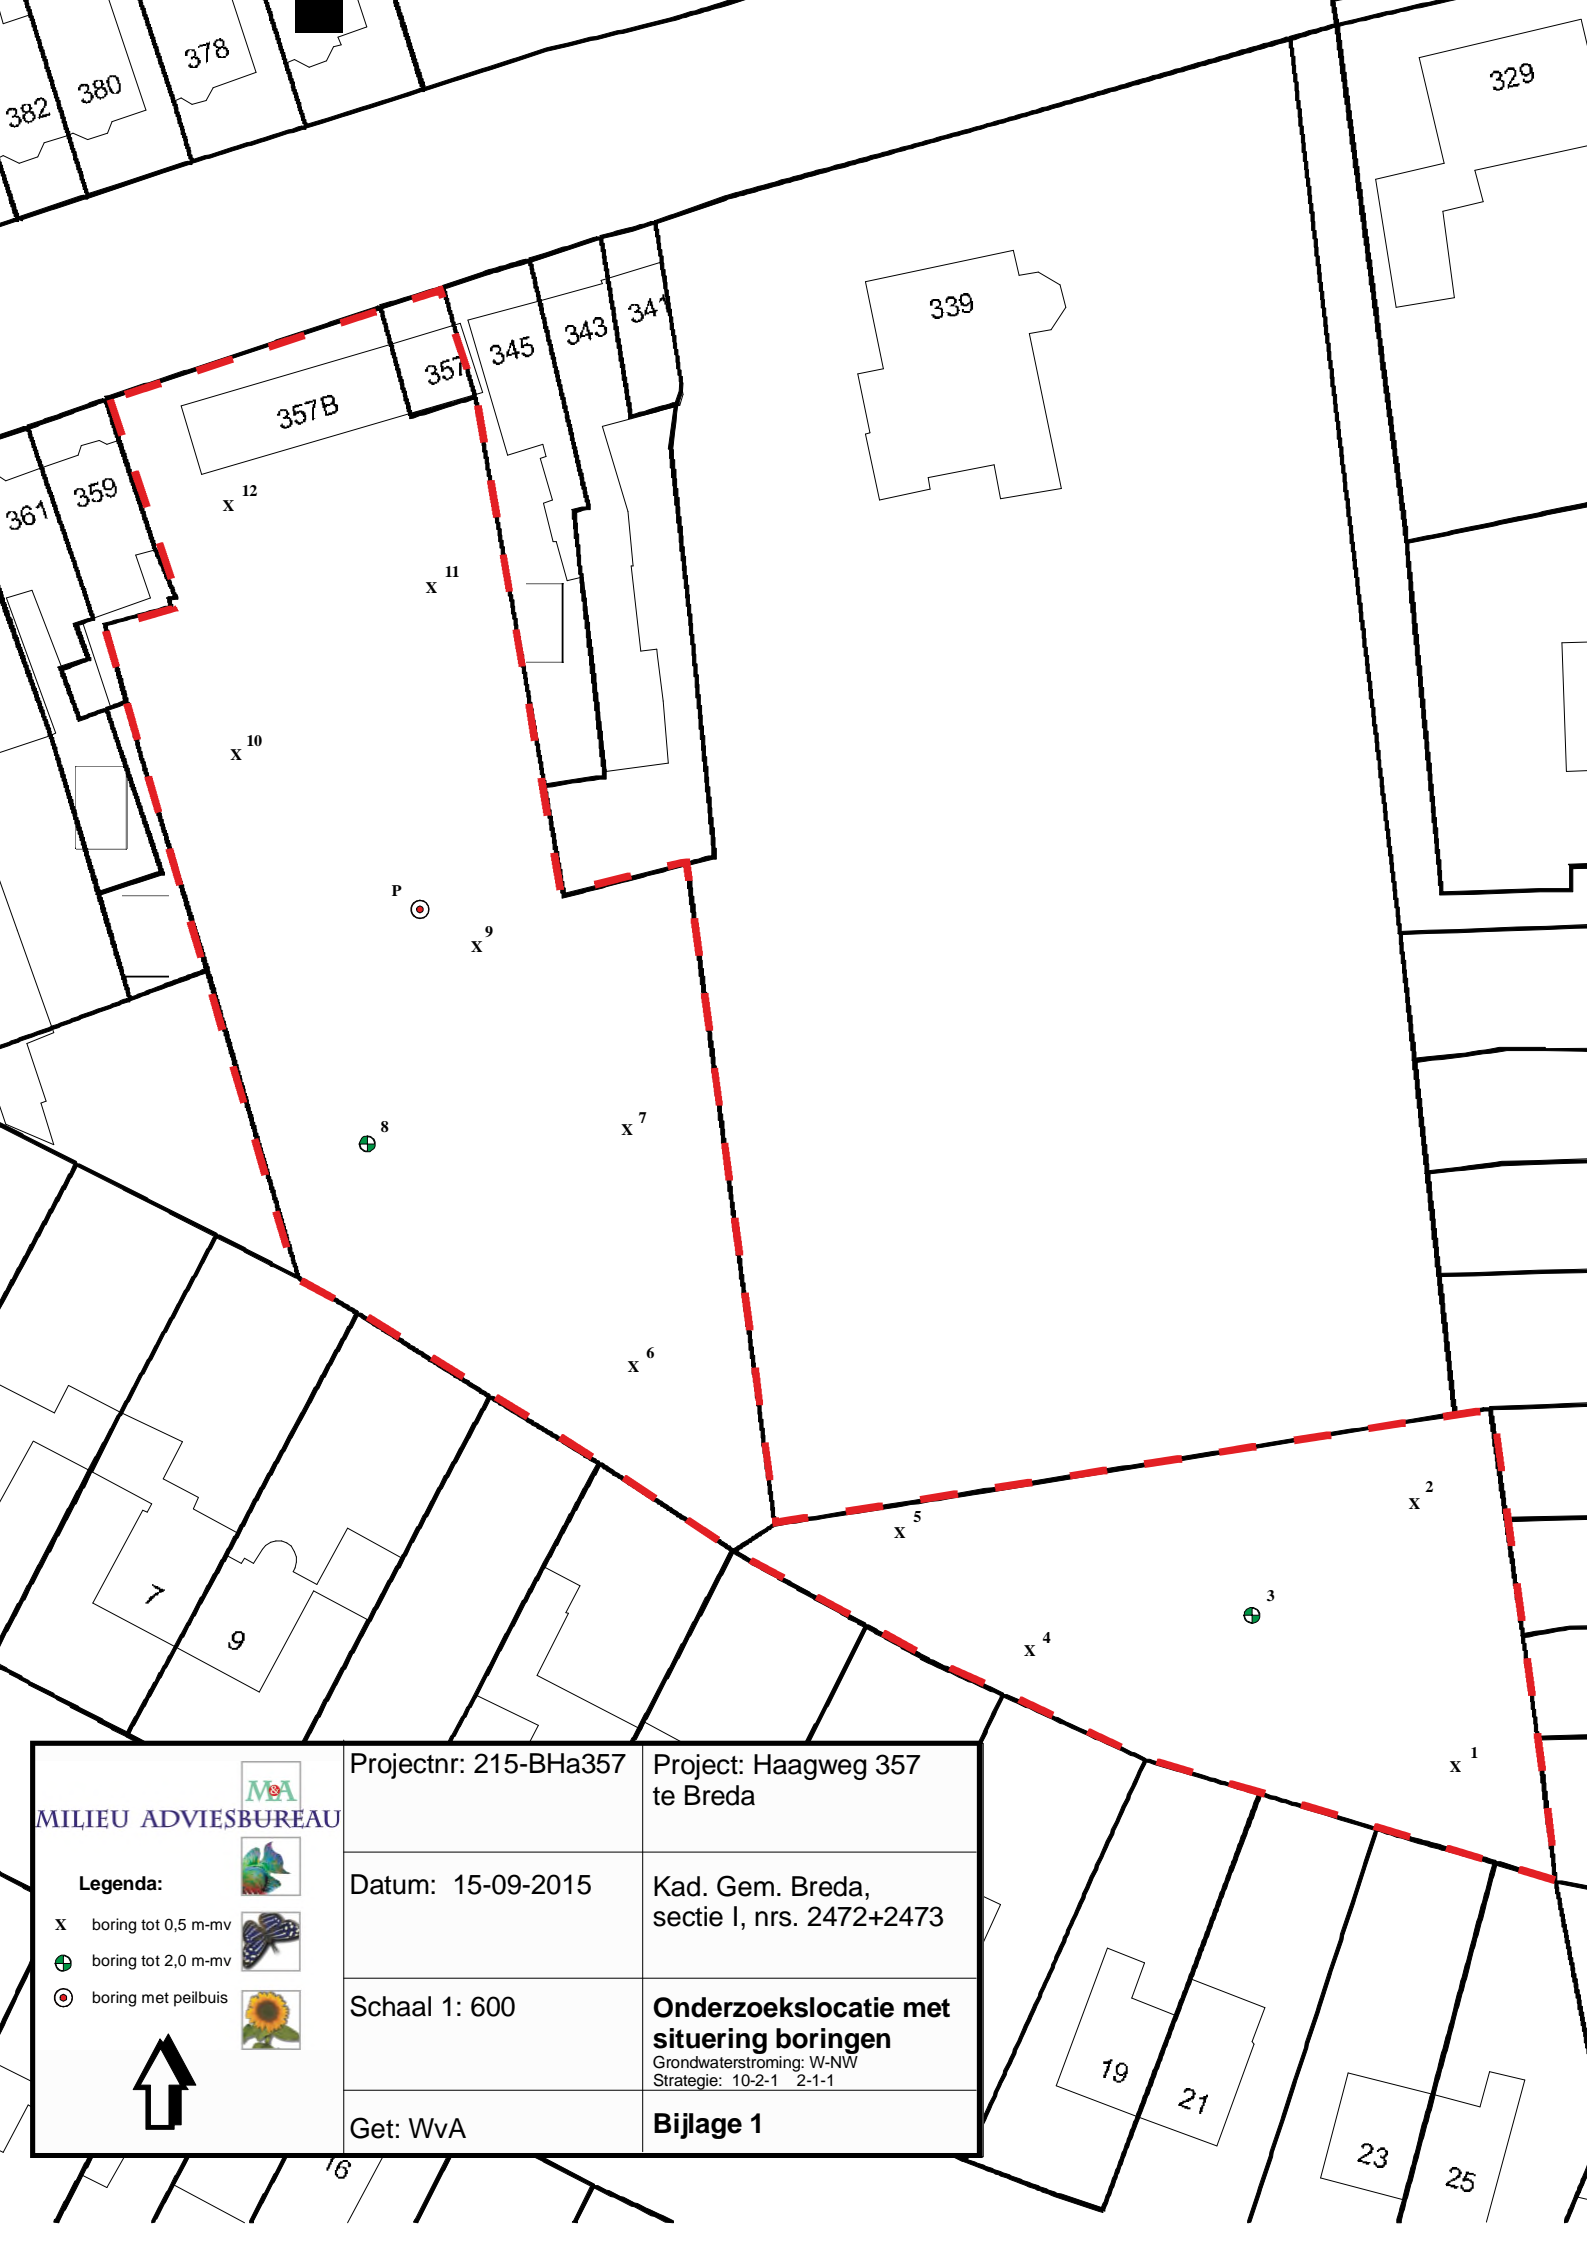 382
380
378
329
339
341
343
345
357
357B
359
361
x 12
x 11
x 10
P
x 9
8
x 7
x 6
x 5
x 2
3
x 4
x 1
7
9
19
21
23
25
16
M&A
MILIEU ADVIESBUREAU
Legenda:
x boring tot 0,5 m-mv
boring tot 2,0 m-mv
boring met peilbuis
Projectnr: 215-BHa357
Project: Haagweg 357
te Breda
Datum: 15-09-2015
Kad. Gem. Breda,
sectie I, nrs. 2472+2473
Schaal 1: 600
Onderzoekslocatie met
situering boringen
Grondwaterstroming: W-NW
Strategie: 10-2-1 2-1-1
Get: WvA
Bijlage 1